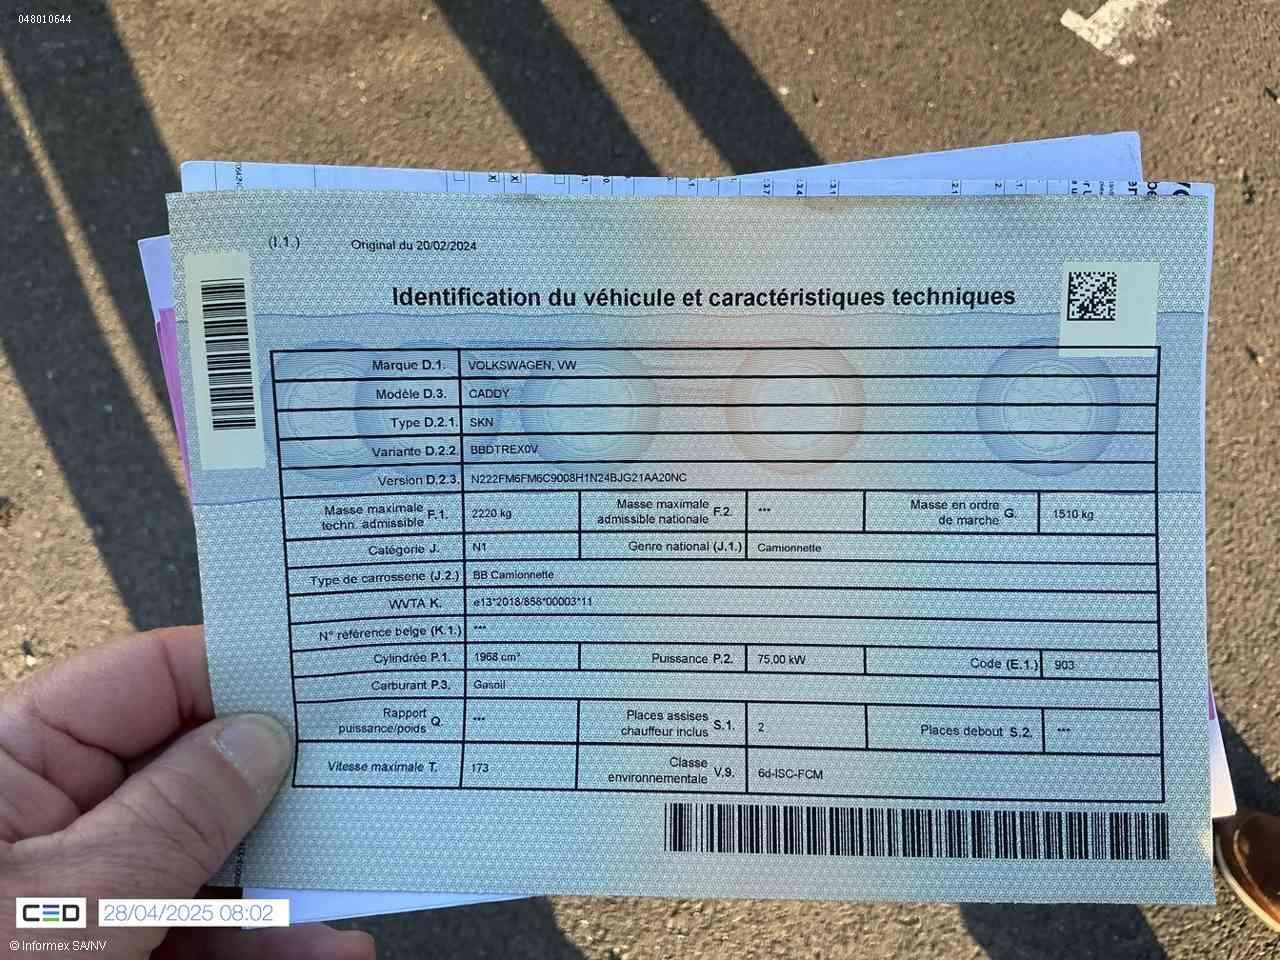 048010644
(I.1.) Original du 20/02/2024
Identification du véhicule et caractéristiques techniques
Marque D.1. VOLKSWAGEN, VW
Modèle D.3. CADDY
Type D.2.1. SKN
Variante D.2.2. BBDTREX0V
Version D.2.3. N222FM6FM6C9008H1N24BJG21AA20NC
Masse maximale techn. admissible F.1. 2220 kg Masse maximale admissible nationale F.2. *** Masse en ordre de marche G. 1510 kg
Catégorie J. N1 Genre national (J.1.) Camionnette
Type de carrosserie (J.2.) BB Camionnette
WVTA K. e13*2018/858*00003*11
N° référence belge (K.1.) ***
Cylindrée P.1. 1968 cm³ Puissance P.2. 75,00 kW Code (E.1.) 903
Carburant P.3. Gasoil
Rapport puissance/poids Q *** Places assises chauffeur inclus S.1. 2 Places debout S.2. ***
Vitesse maximale T. 173 Classe environnementale V.9. 6d-ISC-FCM
CED 28/04/2025 08:02
© Informex SA/NV